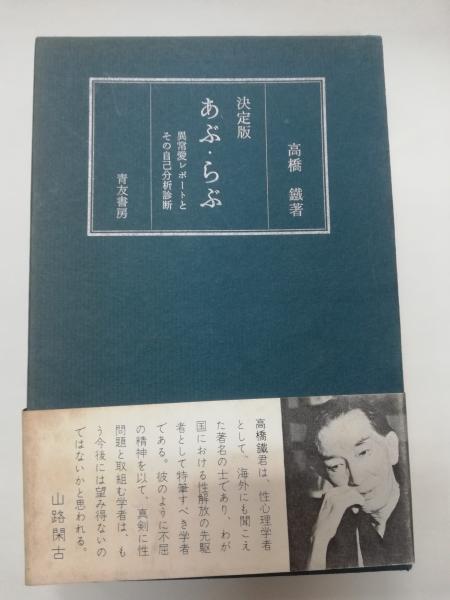 高橋 鐵著
決定版
あぶ・らぶ
異常愛レポートと
その自己分析診断
青友書房
高橋鐵君は、性心理学者
として、海外にも聞こえ
た著名の士であり、わが
国における性解放の先駆
者として特筆すべき学者
である。彼のように不屈
の精神を以て、真剣に性
問題と取組む学者は、も
う今後には望み得ないの
ではないかと思われる。
山路閑古